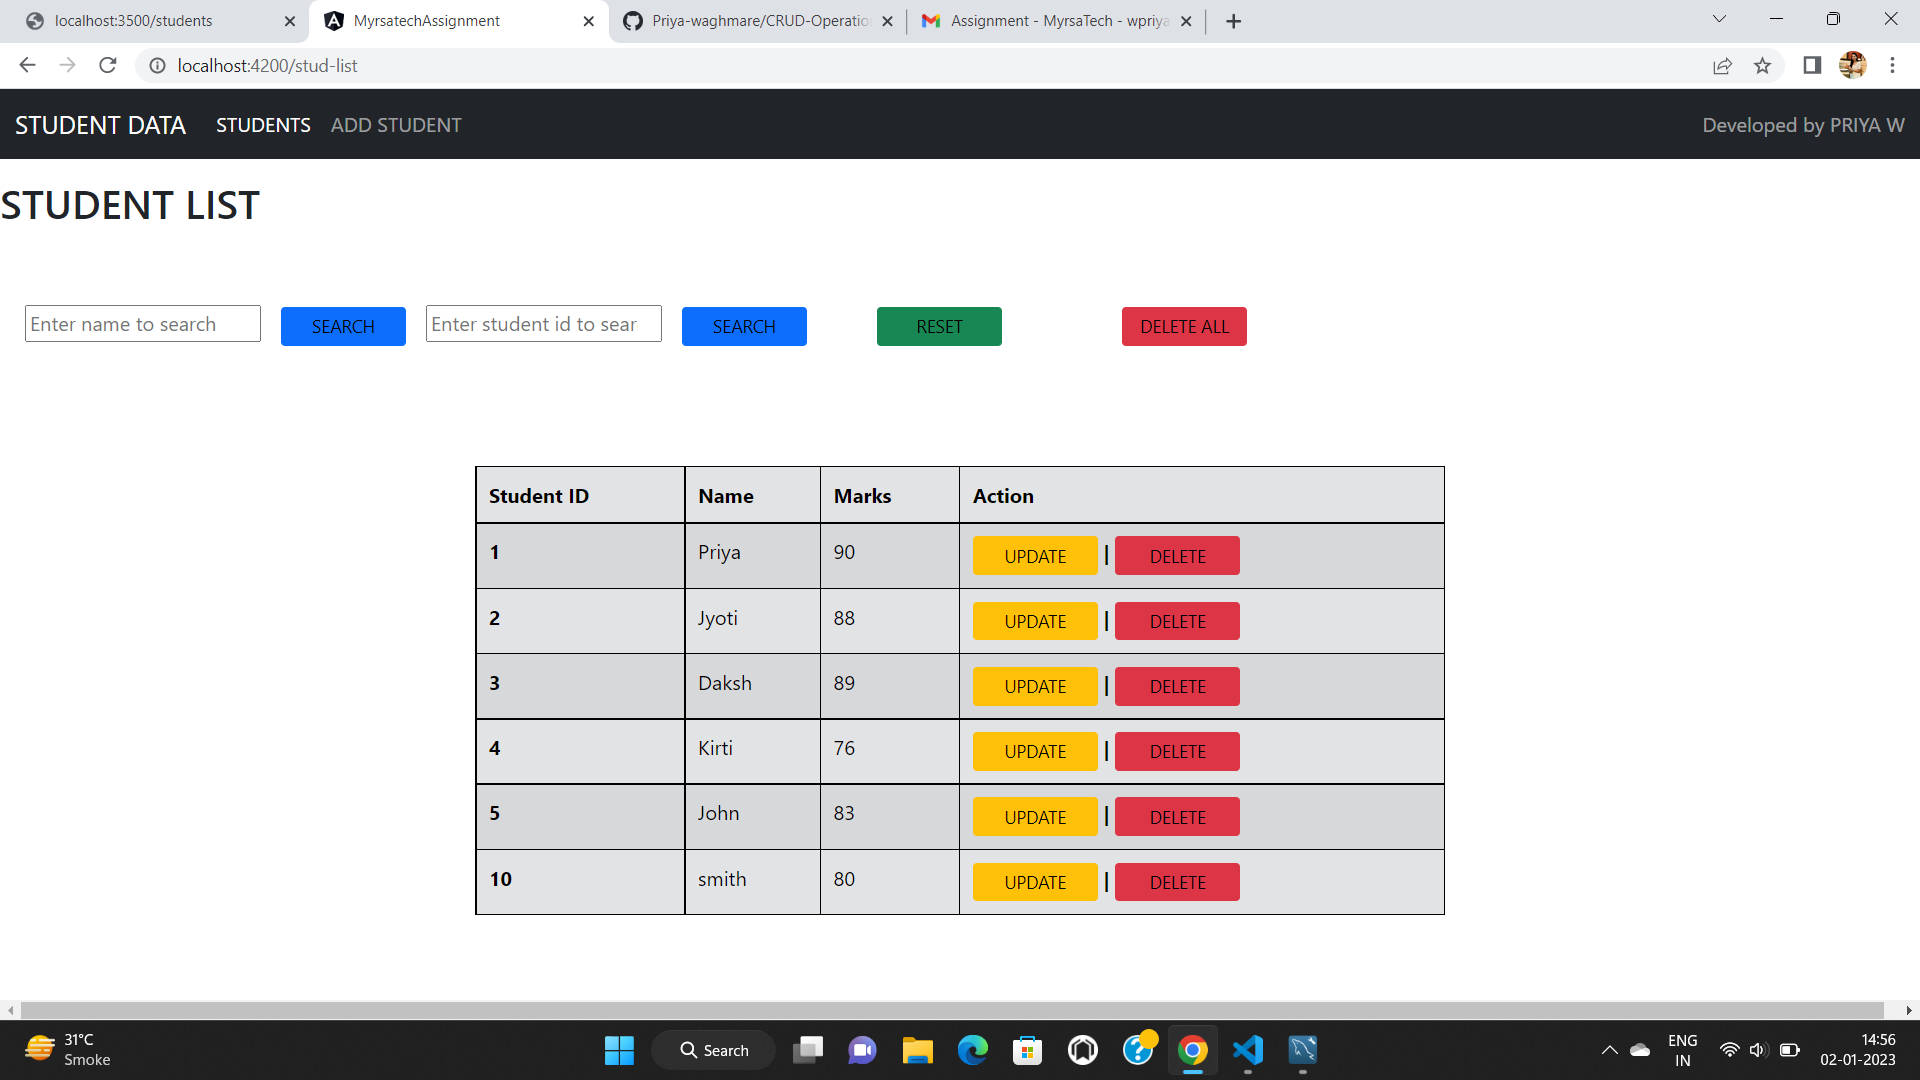 localhost:3500/students
MyrsatechAssignment
Priya-waghmare/CRUD-Operatio
Assignment - MyrsaTech - wpriya
localhost:4200/stud-list
STUDENT DATA STUDENTS ADD STUDENT Developed by PRIYA W
STUDENT LIST
Enter name to search SEARCH Enter student id to sear SEARCH RESET DELETE ALL
Student ID Name Marks Action
1 Priya 90 UPDATE | DELETE
2 Jyoti 88 UPDATE | DELETE
3 Daksh 89 UPDATE | DELETE
4 Kirti 76 UPDATE | DELETE
5 John 83 UPDATE | DELETE
10 smith 80 UPDATE | DELETE
31°C
Smoke
Search
ENG
IN
14:56
02-01-2023